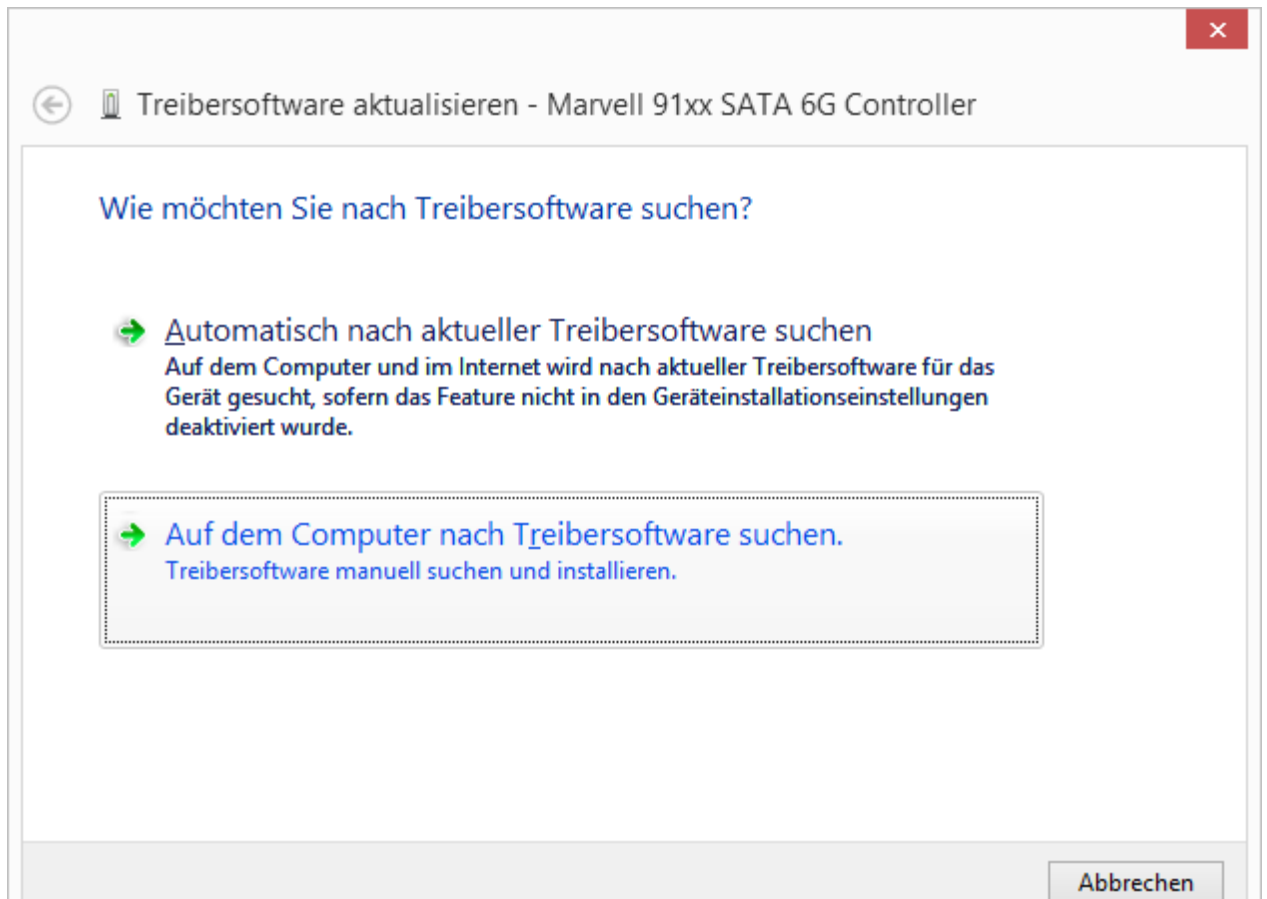 Treibersoftware aktualisieren - Marvell 91xx SATA 6G Controller
Wie möchten Sie nach Treibersoftware suchen?
Automatisch nach aktueller Treibersoftware suchen
Auf dem Computer und im Internet wird nach aktueller Treibersoftware für das
Gerät gesucht, sofern das Feature nicht in den Geräteinstallationseinstellungen
deaktiviert wurde.
Auf dem Computer nach Treibersoftware suchen.
Treibersoftware manuell suchen und installieren.
Abbrechen